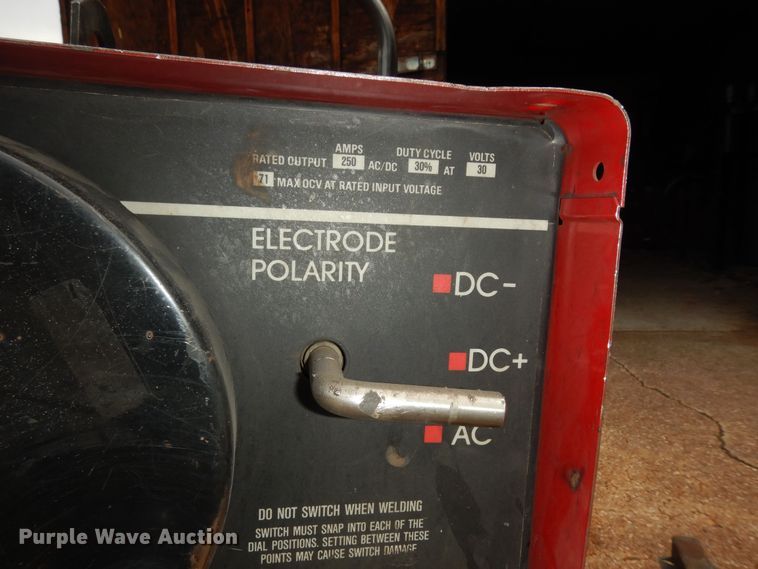 AMPS DUTY CYCLE VOLTS
RATED OUTPUT 250 AC/DC 30% AT 30
71 MAX OCV AT RATED INPUT VOLTAGE
ELECTRODE
POLARITY
DC-
DC+
AC
DO NOT SWITCH WHEN WELDING
SWITCH MUST SNAP INTO EACH OF THE
DIAL POSITIONS. SETTING BETWEEN THESE
POINTS MAY CAUSE SWITCH DAMAGE
Purple Wave Auction